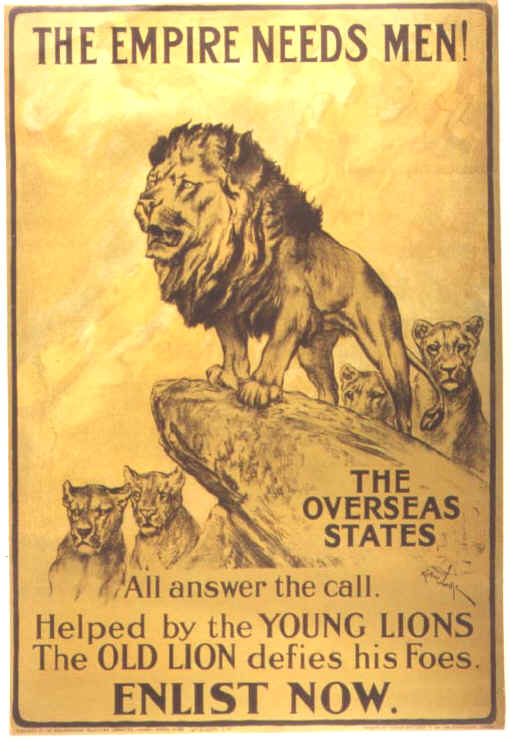 THE EMPIRE NEEDS MEN!
THE
OVERSEAS
STATES
All answer the call.
Helped by the YOUNG LIONS
The OLD LION defies his Foes.
ENLIST NOW.